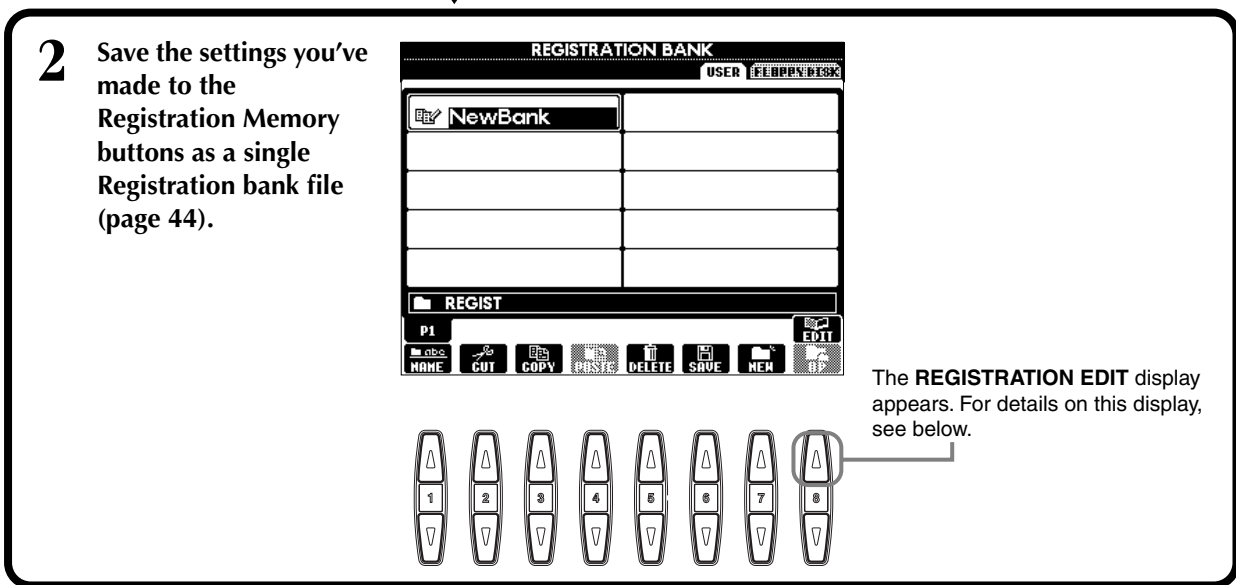 2 Save the settings you've
made to the
Registration Memory
buttons as a single
Registration bank file
(page 44).
REGISTRATION BANK
USER FLOPPY DISK
NewBank
REGIST
P1
EDIT
abc
NAME CUT COPY PASTE DELETE SAVE NEW UP
The REGISTRATION EDIT display
appears. For details on this display,
see below.
1 2 3 4 5 6 7 8